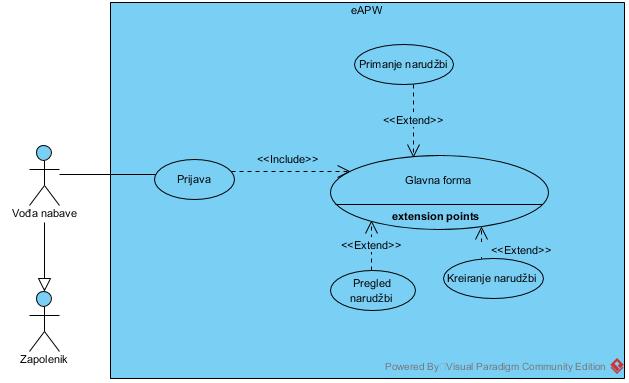 eAPW
Primanje narudžbi
<<Extend>>
<<Include>>
Prijava
Glavna forma
extension points
Vođa nabave
<<Extend>>
<<Extend>>
Pregled
narudžbi
Kreiranje narudžbi
Zapolenik
Powered By Visual Paradigm Community Edition